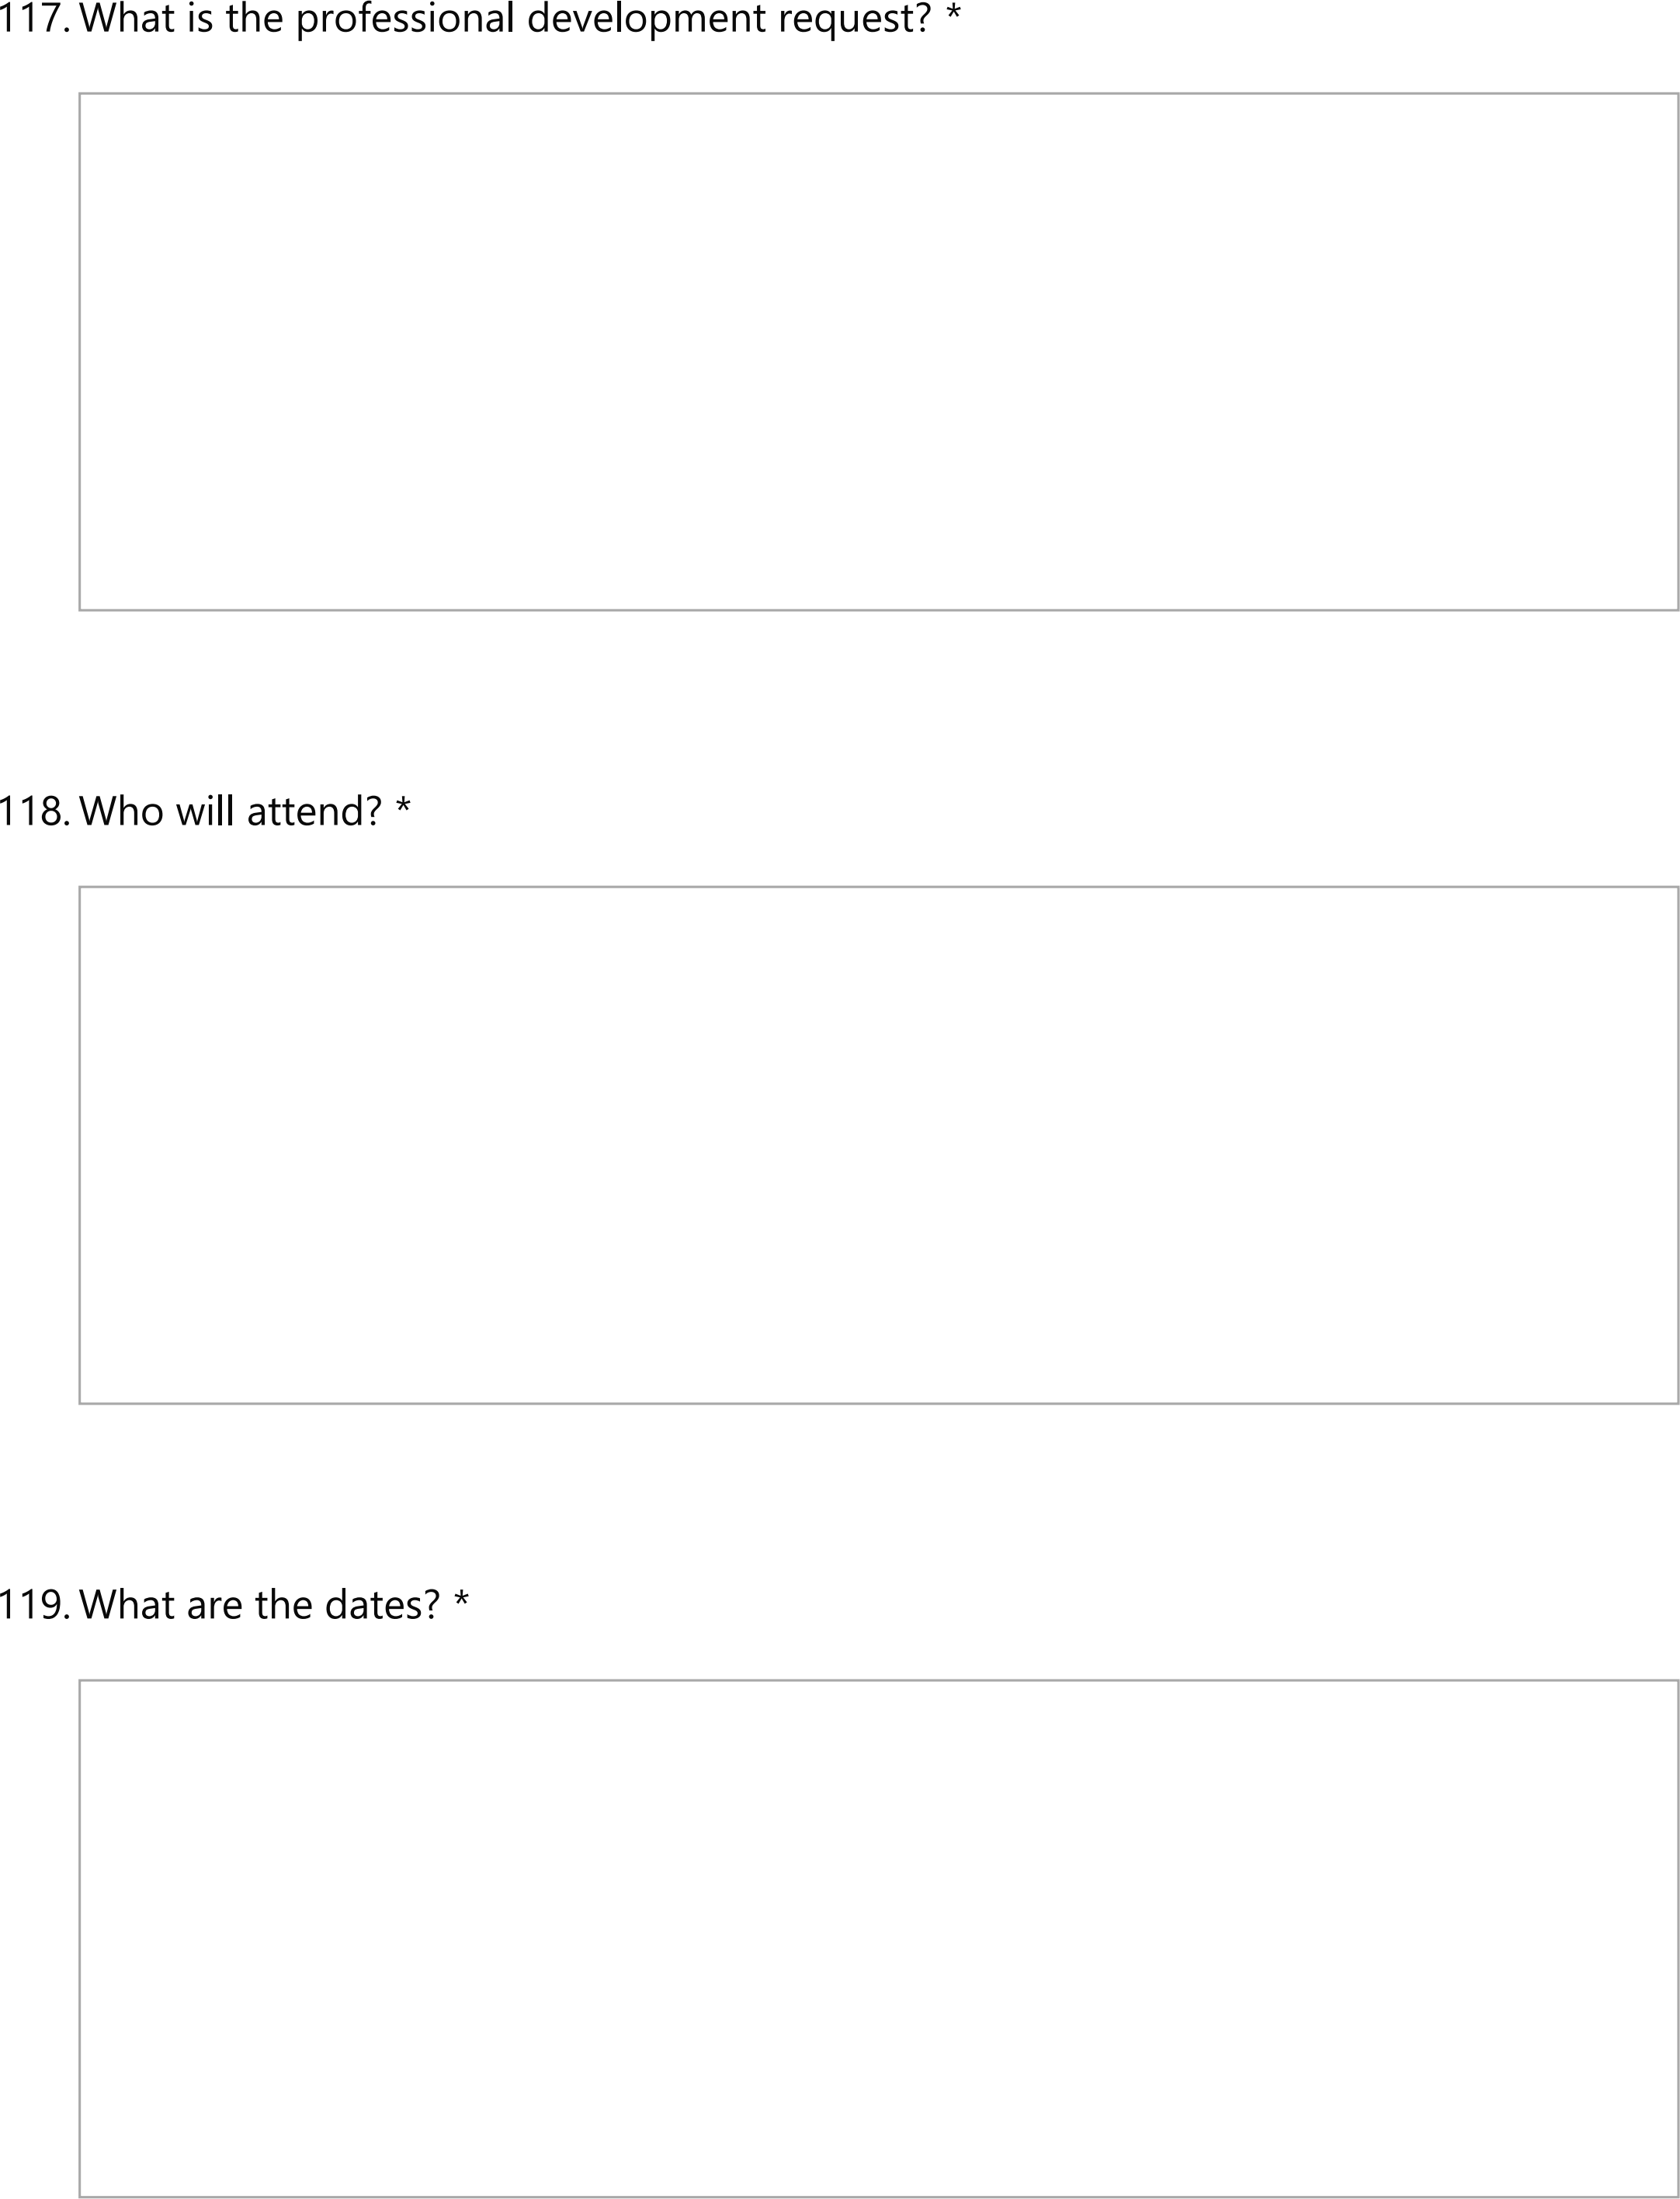 117. What is the professional development request? *
118. Who will attend? *
119. What are the dates? *